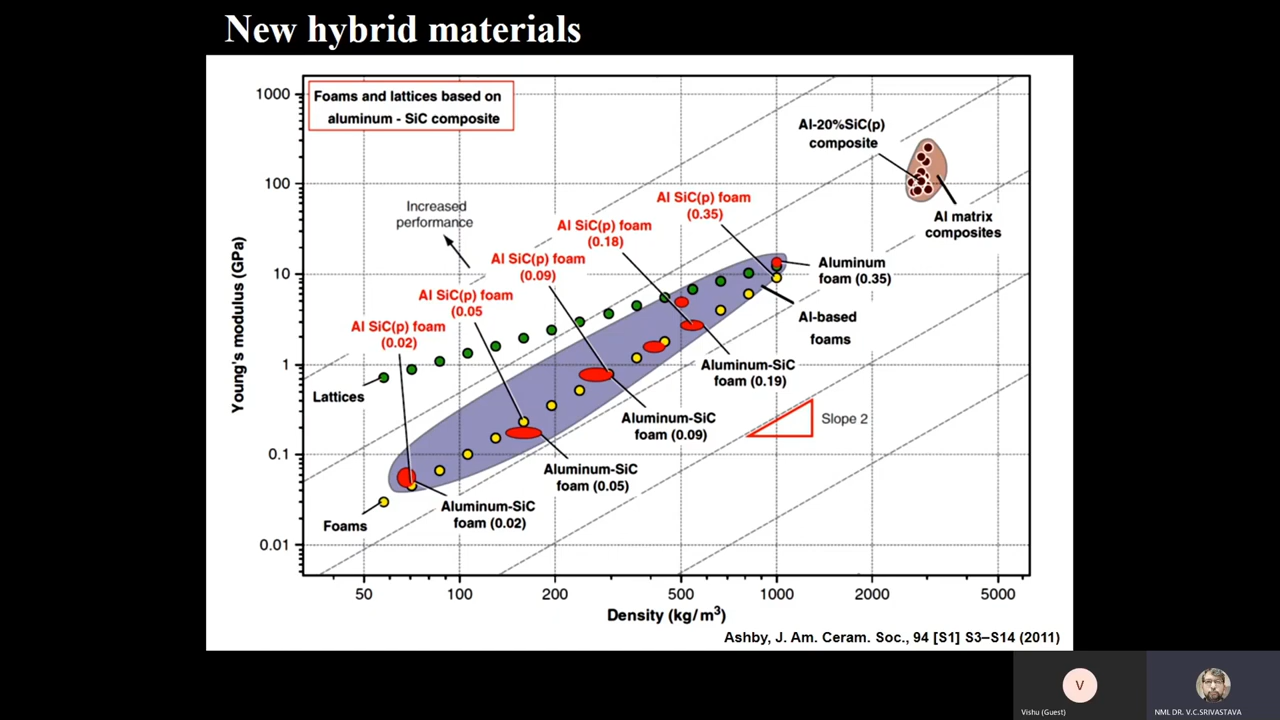 New hybrid materials
Foams and lattices based on
aluminum - SiC composite
1000
100
10
1
0.1
0.01
Young's modulus (GPa)
Increased
performance
Al SiC(p) foam
(0.02)
Al SiC(p) foam
(0.05
Al SiC(p) foam
(0.09)
Al SiC(p) foam
(0.18)
Al SiC(p) foam
(0.35)
Al-20%SiC(p)
composite
Al matrix
composites
Aluminum
foam (0.35)
Al-based
foams
Lattices
Aluminum-SiC
foam (0.19)
Slope 2
Aluminum-SiC
foam (0.09)
Aluminum-SiC
foam (0.05)
Aluminum-SiC
foam (0.02)
Foams
50
100
200
500
1000
2000
5000
Density (kg/m³)
Ashby, J. Am. Ceram. Soc., 94 [S1] S3–S14 (2011)
V
Vishu (Guest)
NML DR. V.C.SRIVASTAVA